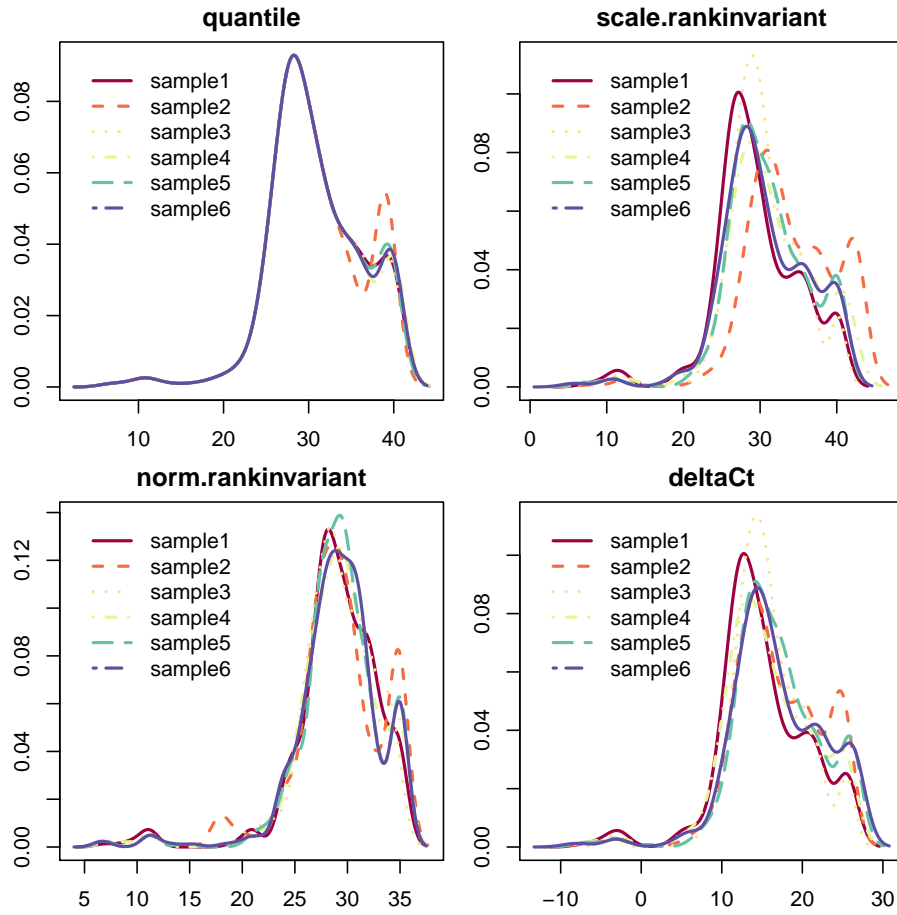 quantile
0.00 0.02 0.04 0.06 0.08
sample1
sample2
sample3
sample4
sample5
sample6
10 20 30 40
scale.rankinvariant
0.00 0.04 0.08
sample1
sample2
sample3
sample4
sample5
sample6
0 10 20 30 40
norm.rankinvariant
0.00 0.04 0.08 0.12
sample1
sample2
sample3
sample4
sample5
sample6
5 10 15 20 25 30 35
deltaCt
0.00 0.04 0.08
sample1
sample2
sample3
sample4
sample5
sample6
−10 0 10 20 30